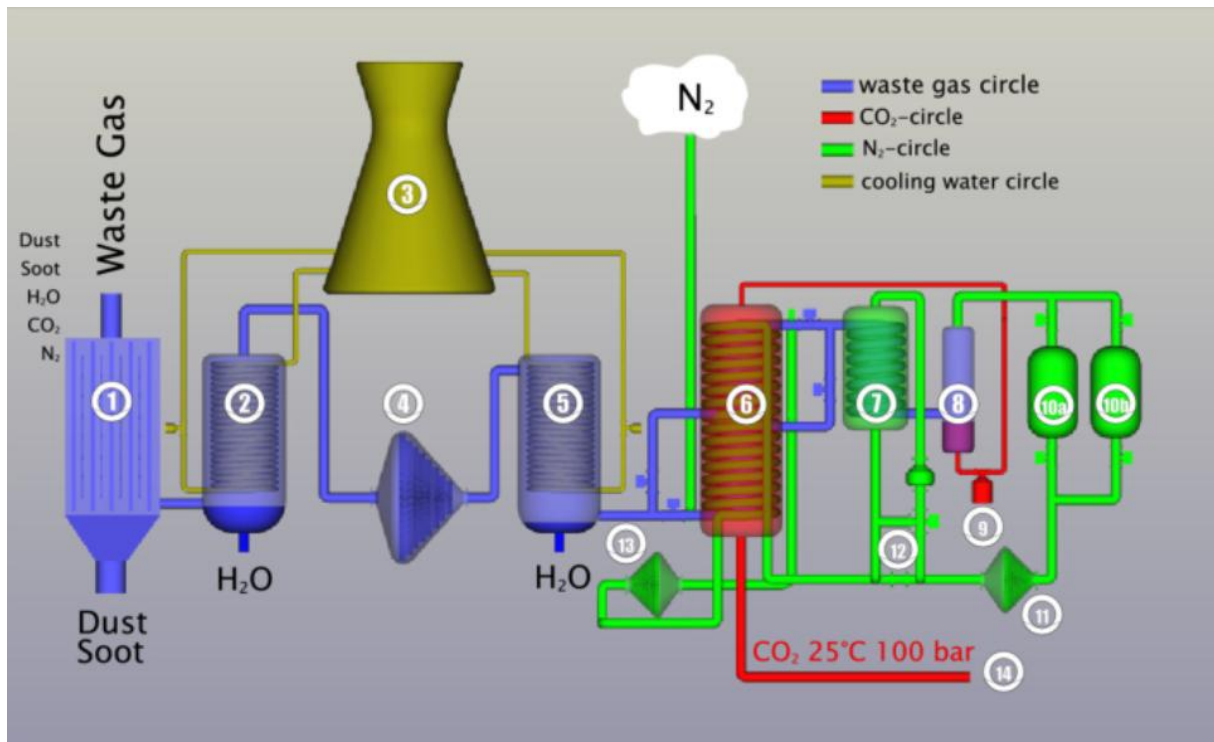 Waste Gas
Dust
Soot
H₂O
CO₂
N₂
N₂
waste gas circle
CO₂-circle
N₂-circle
cooling water circle
1
2
3
4
5
6
7
8
10a
10b
9
13
12
11
H₂O
H₂O
Dust
Soot
CO₂ 25°C 100 bar
14